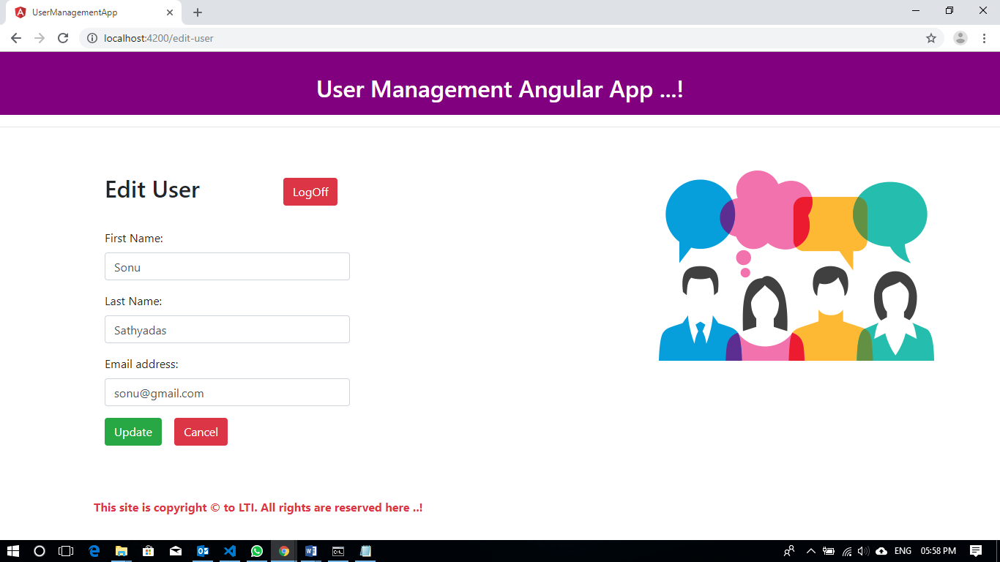 UserManagementApp
localhost:4200/edit-user
User Management Angular App ...!
Edit User
LogOff
First Name:
Sonu
Last Name:
Sathyadas
Email address:
sonu@gmail.com
Update
Cancel
This site is copyright © to LTI. All rights are reserved here ..!
ENG
05:58 PM